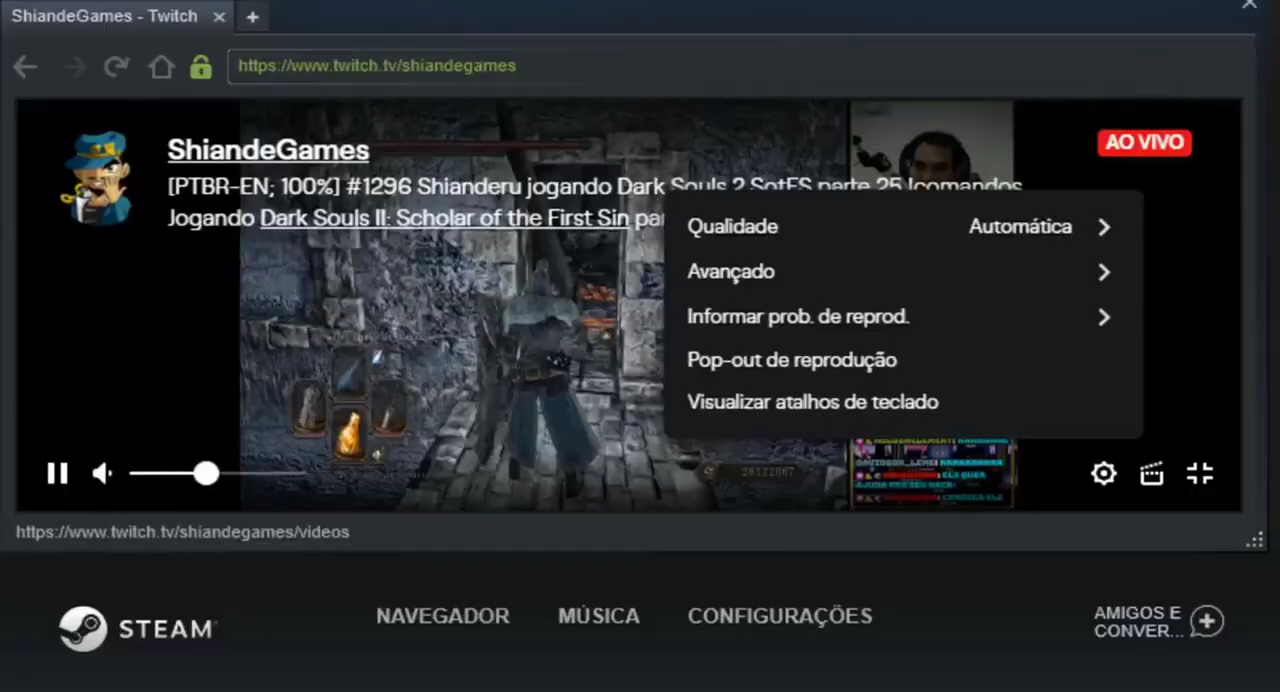 ShiandeGames - Twitch
https://www.twitch.tv/shiandegames
ShiandeGames
AO VIVO
[PTBR-EN; 100%] #1296 Shianderu jogando Dark Souls 2 SotFS parte 25 !comandos
Jogando Dark Souls II: Scholar of the First Sin
Qualidade Automática
Avançado
Informar prob. de reprod.
Pop-out de reprodução
Visualizar atalhos de teclado
https://www.twitch.tv/shiandegames/videos
STEAM
NAVEGADOR MÚSICA CONFIGURAÇÕES
AMIGOS E
CONVER...